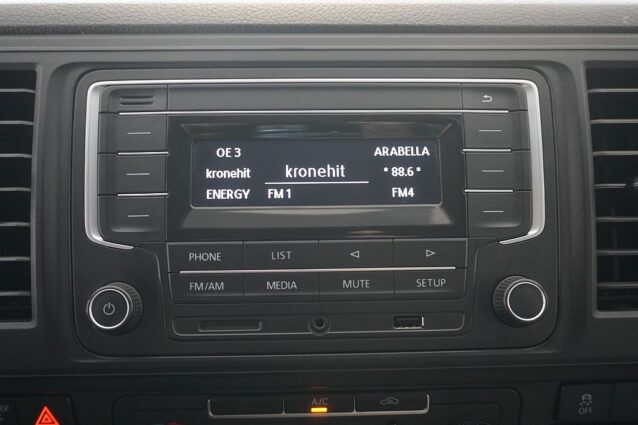 OE 3 ARABELLA
kronehit kronehit * 88.6 *
ENERGY FM 1 FM4
PHONE LIST
FM/AM MEDIA MUTE SETUP
A/C
OFF